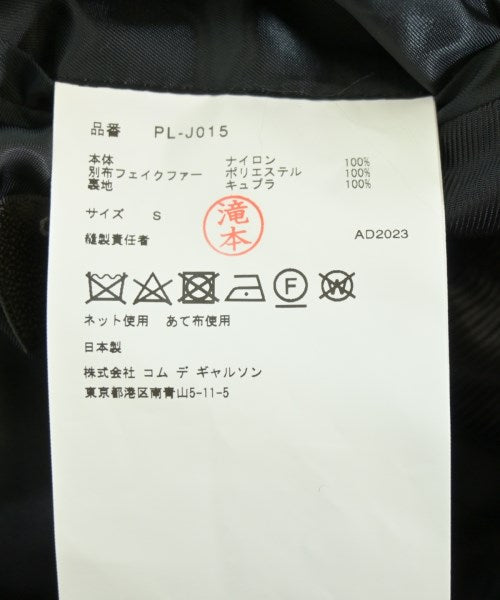 品番 PL-J015
本体 ナイロン 100%
別布フェイクファー ポリエステル 100%
裏地 キュプラ 100%
サイズ S
滝本
縫製責任者 AD2023
F W
ネット使用 あて布使用
日本製
株式会社 コム デ ギャルソン
東京都港区南青山5-11-5